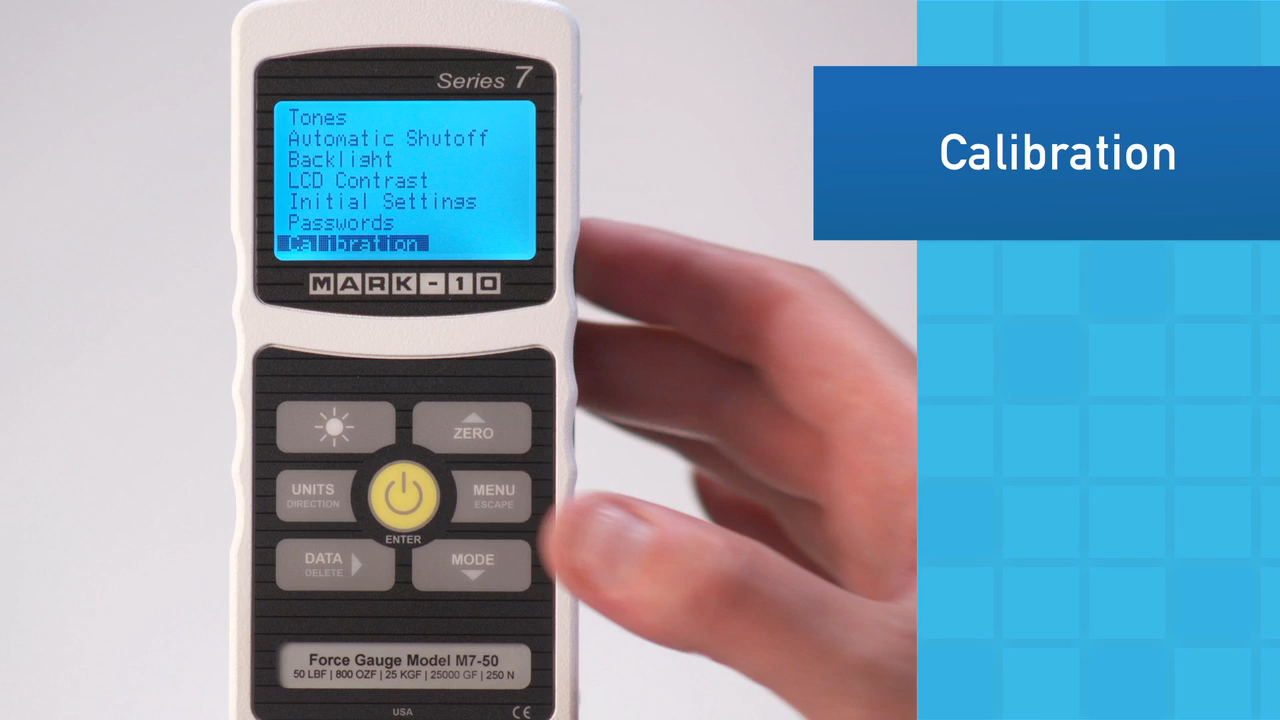 Series 7
Tones
Automatic Shutoff
Backlight
LCD Contrast
Initial Settings
Passwords
Calibration
MARK-10
ZERO
UNITS
DIRECTION
MENU
ESCAPE
ENTER
DATA
DELETE
MODE
Force Gauge Model M7-50
50 LBF | 800 OZF | 25 KGF | 25000 GF | 250 N
USA
CE
Calibration